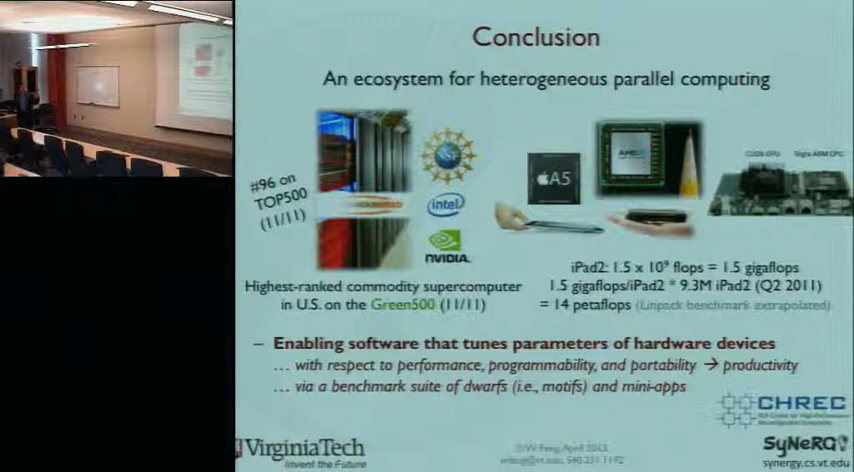 Conclusion
An ecosystem for heterogeneous parallel computing
#96 on
TOP500
(11/11)
NSF
intel
NVIDIA.
A5
AMD
Highest-ranked commodity supercomputer
in U.S. on the Green500 (11/11)
iPad2: 1.5 x 10⁹ flops = 1.5 gigaflops
1.5 gigaflops/iPad2 * 9.3M iPad2 (Q2 2011)
= 14 petaflops (Linpack benchmark extrapolated)
– Enabling software that tunes parameters of hardware devices
… with respect to performance, programmability, and portability → productivity
… via a benchmark suite of dwarfs (i.e., motifs) and mini-apps
CHREC
VirginiaTech
Invent the Future
SyNeRG
synergy.cs.vt.edu